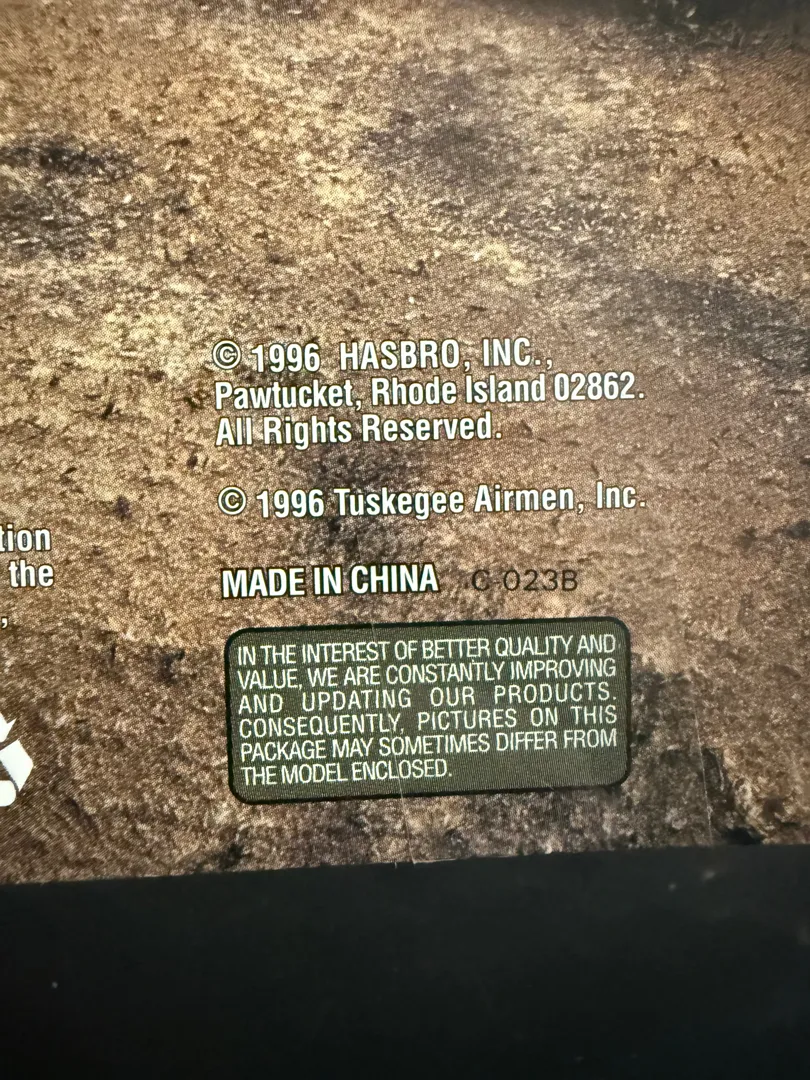 © 1996 HASBRO, INC.,
Pawtucket, Rhode Island 02862.
All Rights Reserved.
© 1996 Tuskegee Airmen, Inc.
tion
the
,
MADE IN CHINA C-023B
IN THE INTEREST OF BETTER QUALITY AND
VALUE, WE ARE CONSTANTLY IMPROVING
AND UPDATING OUR PRODUCTS.
CONSEQUENTLY, PICTURES ON THIS
PACKAGE MAY SOMETIMES DIFFER FROM
THE MODEL ENCLOSED.